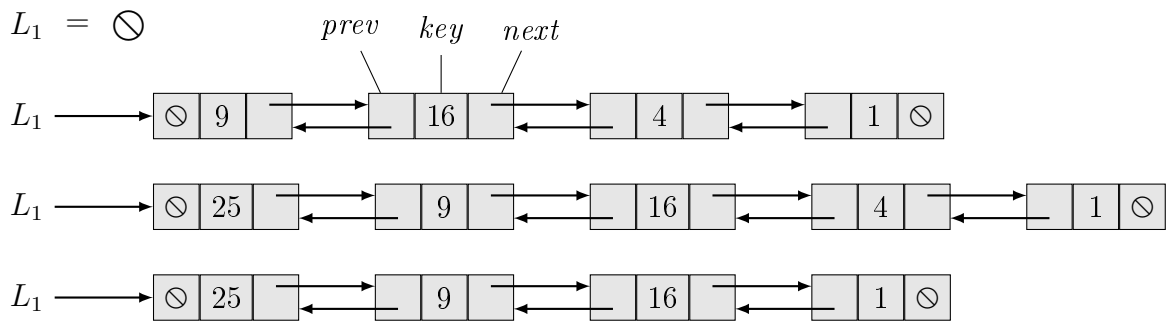 L₁ = ⦸
prev key next
L₁ ⦸ 9 16 4 1 ⦸
L₁ ⦸ 25 9 16 4 1 ⦸
L₁ ⦸ 25 9 16 1 ⦸